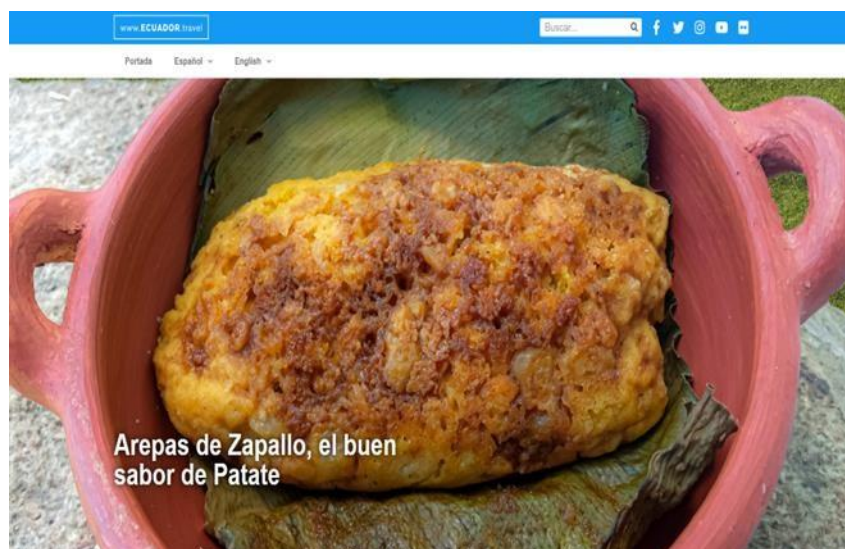 www.ECUADOR.travel
Buscar...
Portada Español English
Arepas de Zapallo, el buen
sabor de Patate